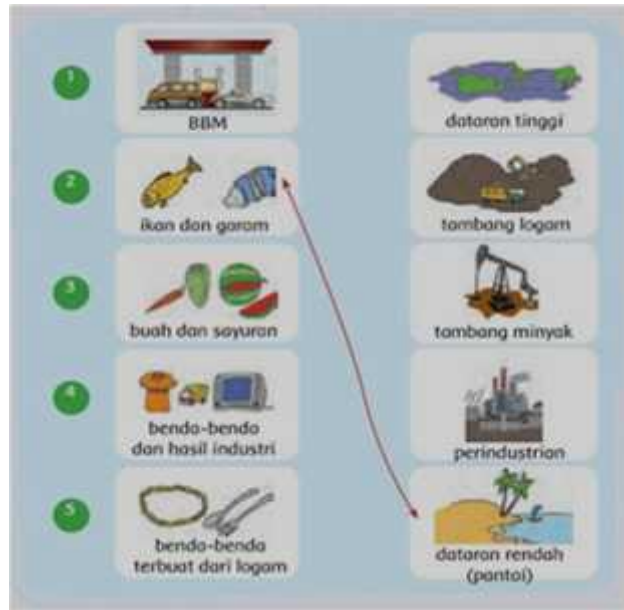 1
BBM
dataran tinggi
2
ikan dan garam
tambang logam
3
buah dan sayuran
tambang minyak
4
benda-benda
dan hasil industri
perindustrian
5
benda-benda
terbuat dari logam
dataran rendah
(pantai)